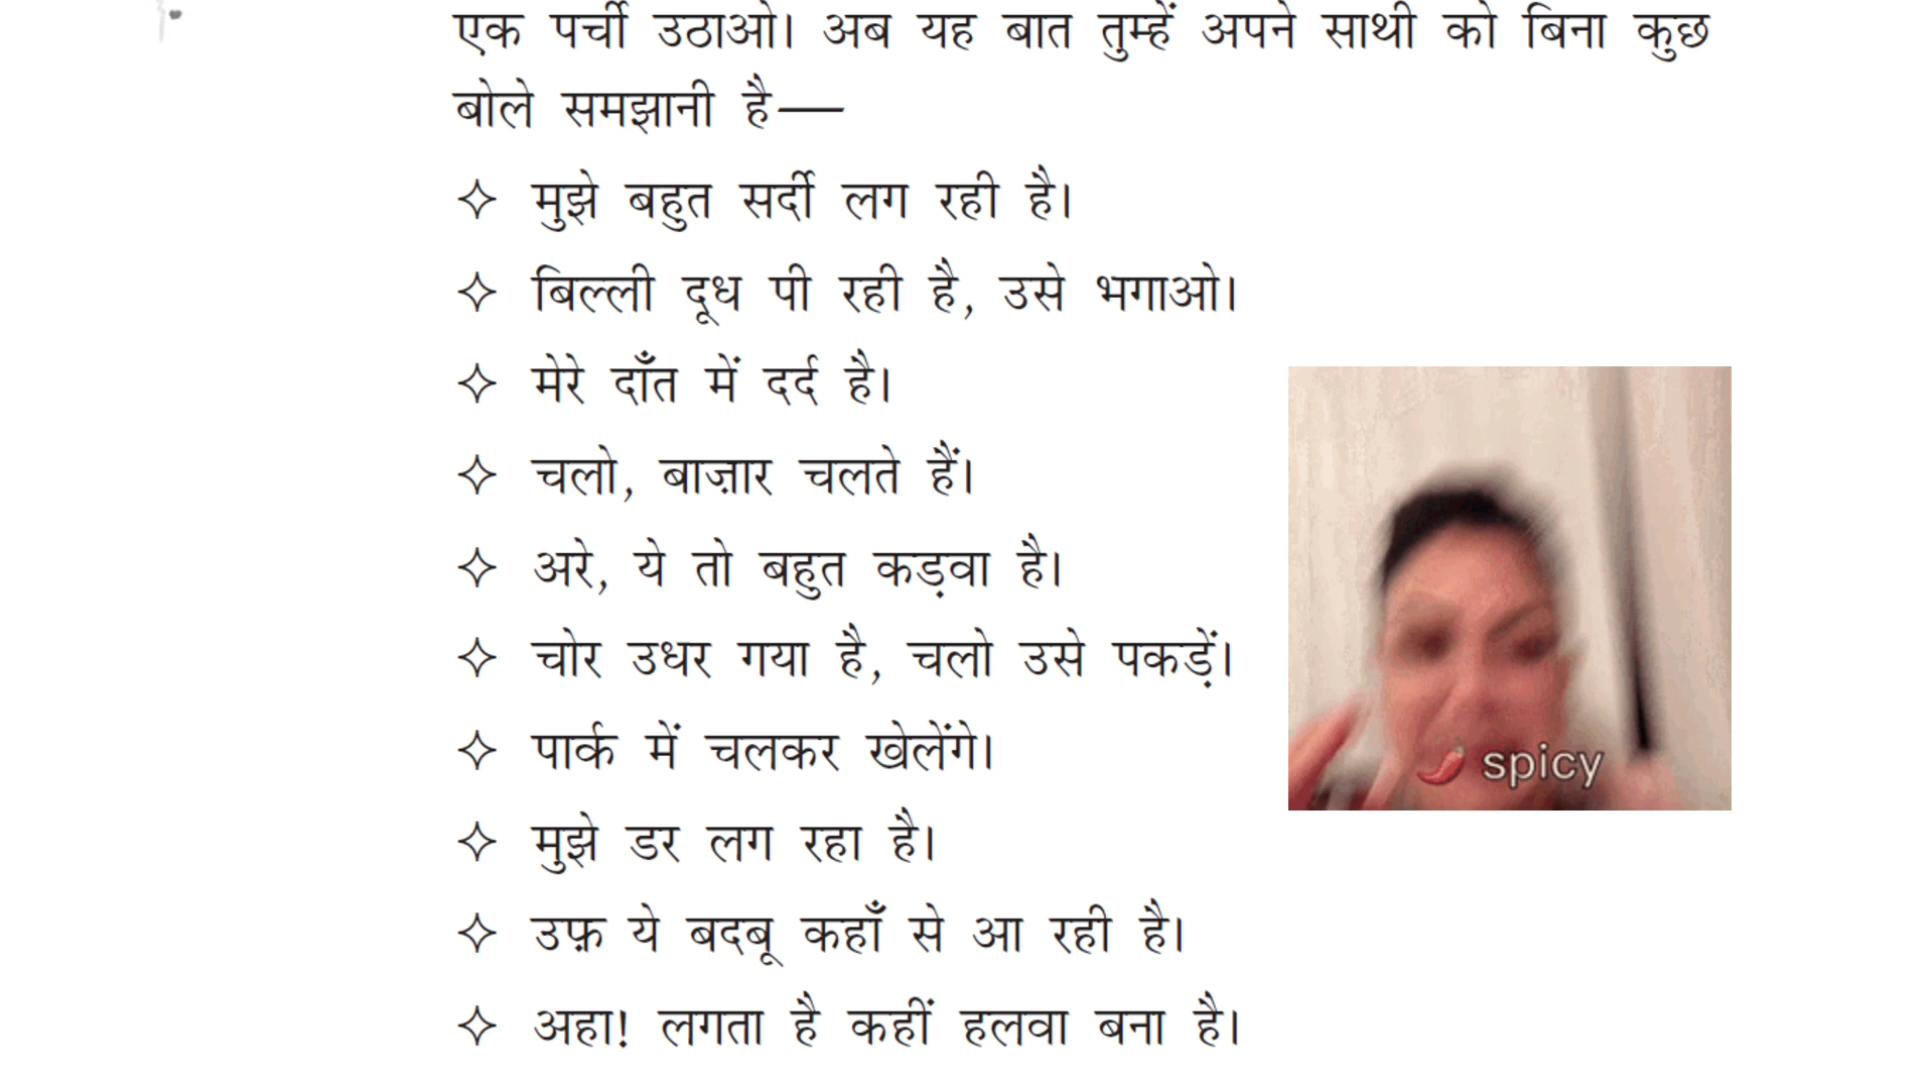 एक पर्ची उठाओ। अब यह बात तुम्हें अपने साथी को बिना कुछ
बोले समझानी है—
✧ मुझे बहुत सर्दी लग रही है।
✧ बिल्ली दूध पी रही है, उसे भगाओ।
✧ मेरे दाँत में दर्द है।
✧ चलो, बाज़ार चलते हैं।
✧ अरे, ये तो बहुत कड़वा है।
✧ चोर उधर गया है, चलो उसे पकड़ें।
✧ पार्क में चलकर खेलेंगे।
✧ मुझे डर लग रहा है।
✧ उफ़ ये बदबू कहाँ से आ रही है।
✧ अहा! लगता है कहीं हलवा बना है।
🌶️ spicy